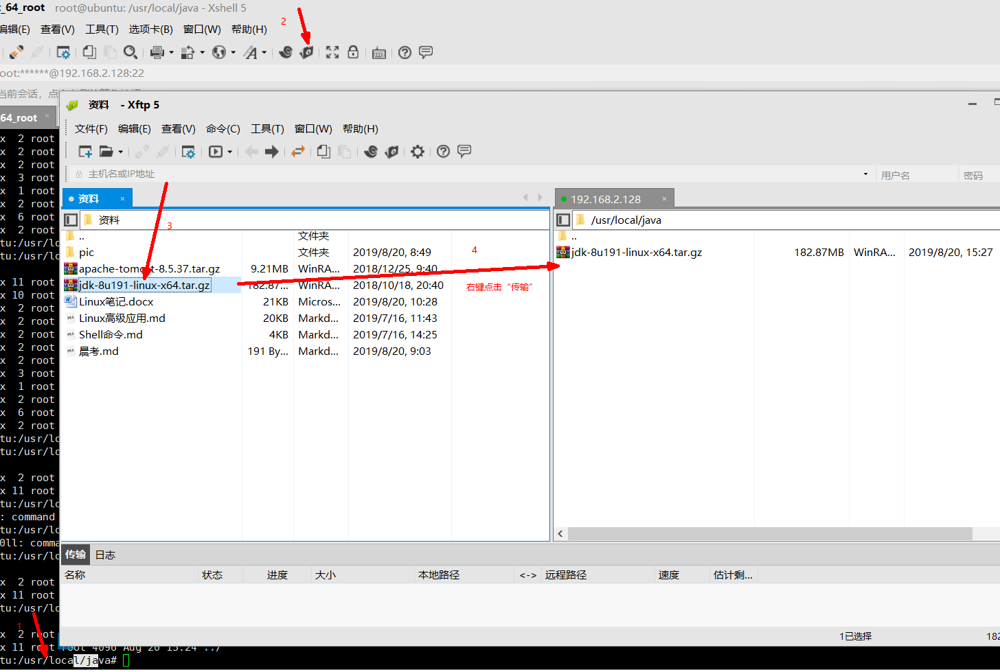 _64_root root@ubuntu: /usr/local/java - Xshell 5
编辑(E) 查看(V) 工具(T) 选项卡(B) 窗口(W) 帮助(H)
2
oot:******@192.168.2.128:22
当前会话，点
64_root ×
资料 - Xftp 5
文件(F) 编辑(E) 查看(V) 命令(C) 工具(T) 窗口(W) 帮助(H)
主机名或IP地址 用户名 密码
资料 × 192.168.2.128 ×
资料 /usr/local/java
3
.. 文件夹 ..
pic 文件夹 2019/8/20, 8:49
jdk-8u191-linux-x64.tar.gz 182.87MB WinRA... 2019/8/20, 15:27
4
apache-tomcat-8.5.37.tar.gz 9.21MB WinRA... 2018/12/25, 9:40
jdk-8u191-linux-x64.tar.gz 182.87... WinRA... 2018/10/18, 20:40
右键点击“传输”
Linux笔记.docx 21KB Micros... 2019/8/20, 10:28
Linux高级应用.md 20KB Markd... 2019/7/16, 11:43
Shell命令.md 4KB Markd... 2019/7/16, 14:25
晨考.md 191 By... Markd... 2019/8/20, 9:03
传输 日志
名称 状态 进度 大小 本地路径 <-> 远程路径 速度 估计剩...
1已选择 182
x 2 root
x 2 root
x 2 root
x 3 root
x 1 root
x 2 root
x 6 root
x 2 root
tu:/usr/lo
tu:/usr/lo
x 11 root
x 10 root
x 2 root
x 2 root
x 2 root
x 2 root
x 2 root
x 3 root
x 1 root
x 2 root
x 6 root
x 2 root
tu:/usr/lo
tu:/usr/lo
x 2 root
x 11 root
tu:/usr/lo
: command
tu:/usr/lo
0ll: comma
tu:/usr/lo
x 2 root
x 11 root
tu:/usr/lo
1
x 2 root
x 11 root root 4096 Aug 20 15:24 ../
tu:/usr/local/java#